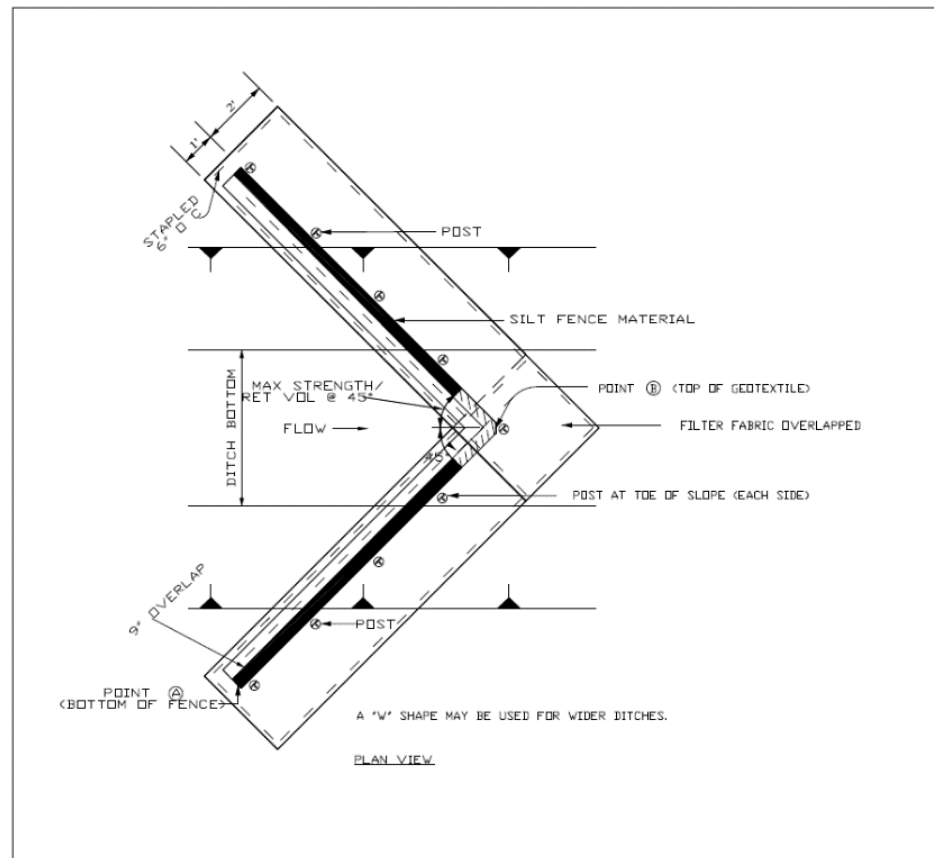 2'
1'
STAPLED
6" O C
POST
SILT FENCE MATERIAL
MAX STRENGTH/
RET VOL @ 45°
POINT Ⓑ (TOP OF GEOTEXTILE)
FLOW
FILTER FABRIC OVERLAPPED
DITCH BOTTOM
45°
POST AT TOE OF SLOPE (EACH SIDE)
9" OVERLAP
POST
POINT Ⓐ
(BOTTOM OF FENCE)
A "W" SHAPE MAY BE USED FOR WIDER DITCHES.
PLAN VIEW